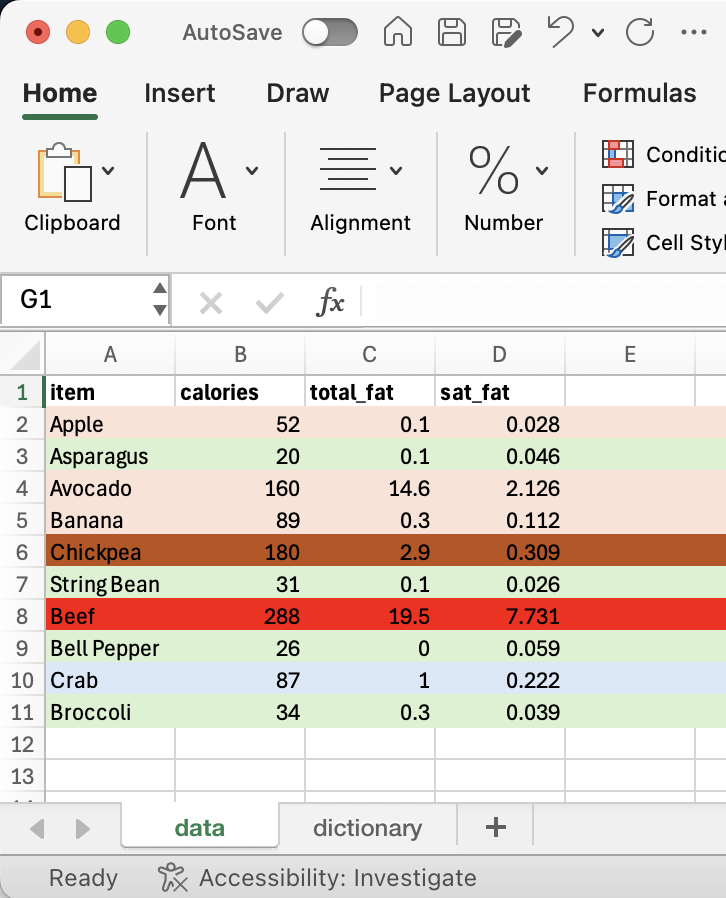 AutoSave
Home Insert Draw Page Layout Formulas
Clipboard Font Alignment % Number
Conditio
Format a
Cell Styl
G1 fx
A B C D E
1 item calories total_fat sat_fat
2 Apple 52 0.1 0.028
3 Asparagus 20 0.1 0.046
4 Avocado 160 14.6 2.126
5 Banana 89 0.3 0.112
6 Chickpea 180 2.9 0.309
7 String Bean 31 0.1 0.026
8 Beef 288 19.5 7.731
9 Bell Pepper 26 0 0.059
10 Crab 87 1 0.222
11 Broccoli 34 0.3 0.039
12
13
data dictionary +
Ready Accessibility: Investigate